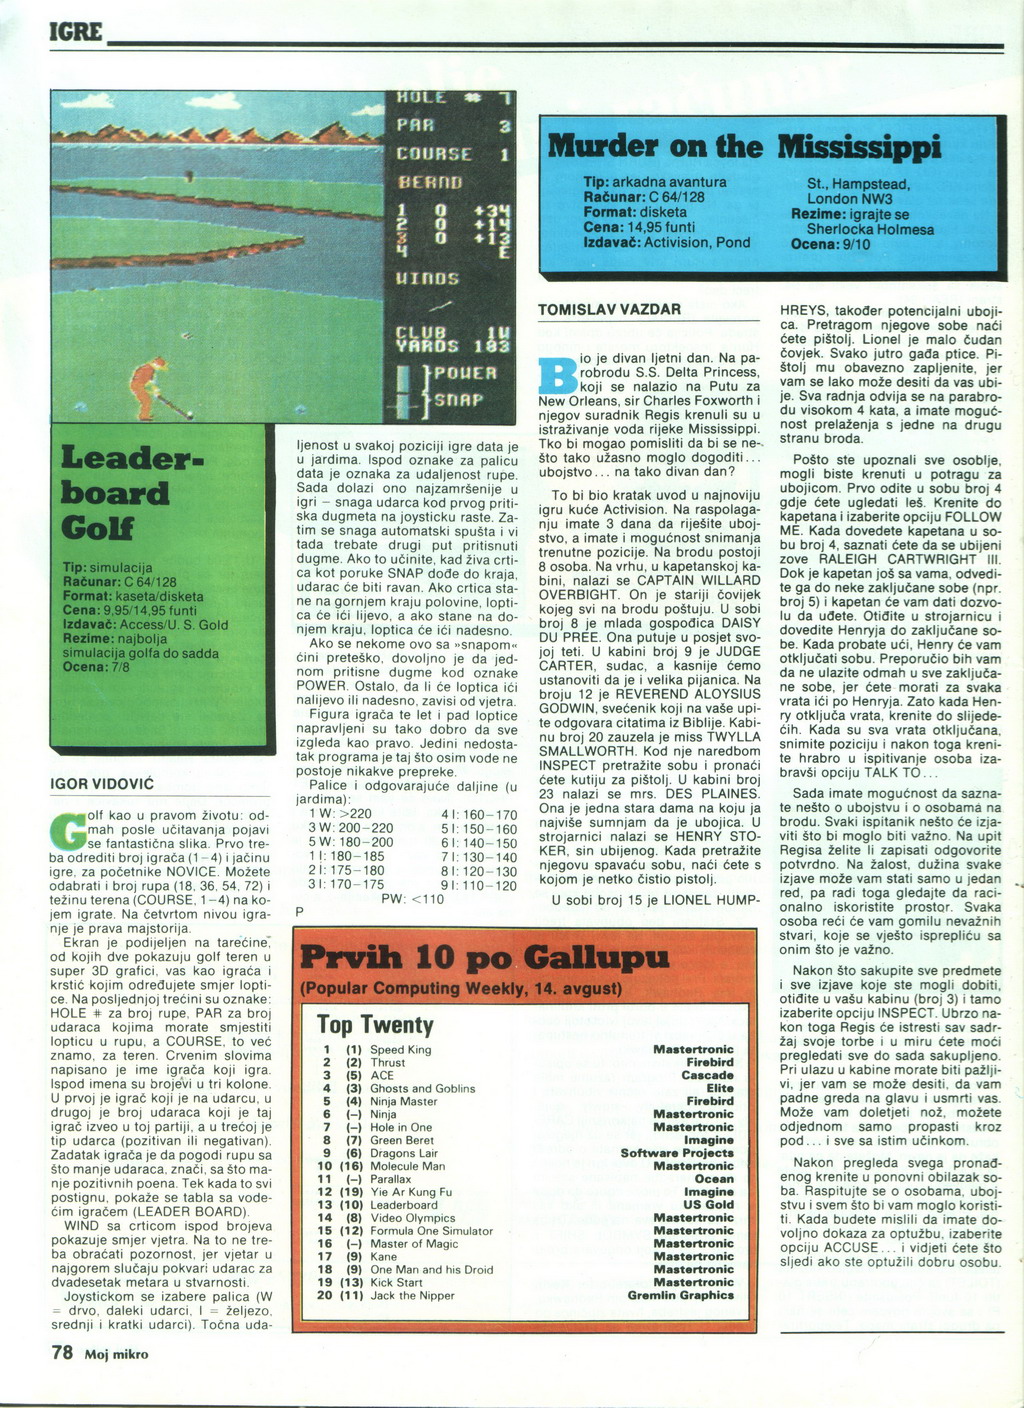 IGRE
HOLE # 7
PAR 3
COURSE 1
BERND
1 0 +34
2 0 +14
3 0 +13
4 E
WINDS
CLUB 1W
YARDS 183
POWER
SNAP
Leader-
board
Golf
Tip: simulacija
Računar: C 64/128
Format: kaseta/disketa
Cena: 9,95/14,95 funti
Izdavač: Access/U. S. Gold
Rezime: najbolja
simulacija golfa do sadda
Ocena: 7/8
IGOR VIDOVIĆ
Golf kao u pravom životu: od-
mah posle učitavanja pojavi
se fantastična slika. Prvo tre-
ba odrediti broj igrača (1-4) i jačinu
igre, za početnike NOVICE. Možete
odabrati i broj rupa (18, 36, 54, 72) i
težinu terena (COURSE, 1-4) na ko-
jem igrate. Na četvrtom nivou igra-
nje je prava majstorija.
Ekran je podijeljen na tarećine,
od kojih dve pokazuju golf teren u
super 3D grafici, vas kao igrača i
krstić kojim određujete smjer lopti-
ce. Na posljednjoj trećini su oznake:
HOLE # za broj rupe, PAR za broj
udaraca kojima morate smjestiti
lopticu u rupu, a COURSE, to već
znamo, za teren. Crvenim slovima
napisano je ime igrača koji igra.
Ispod imena su brojevi u tri kolone.
U prvoj je igrač koji je na udarcu, u
drugoj je broj udaraca koji je taj
igrač izveo u toj partiji, a u trećoj je
tip udarca (pozitivan ili negativan).
Zadatak igrača je da pogodi rupu sa
što manje udaraca, znači, sa što ma-
nje pozitivnih poena. Tek kada to svi
postignu, pokaže se tabla sa vode-
ćim igračem (LEADER BOARD).
WIND sa crticom ispod brojeva
pokazuje smjer vjetra. Na to ne tre-
ba obraćati pozornost, jer vjetar u
najgorem slučaju pokvari udarac za
dvadesetak metara u stvarnosti.
Joystickom se izabere palica (W
= drvo, daleki udarci, I = željezo,
srednji i kratki udarci). Točna uda-
ljenost u svakoj poziciji igre data je
u jardima. Ispod oznake za palicu
data je oznaka za udaljenost rupe.
Sada dolazi ono najzamršenije u
igri – snaga udarca kod prvog priti-
ska dugmeta na joysticku raste. Za-
tim se snaga automatski spušta i vi
tada trebate drugi put pritisnuti
dugme. Ako to učinite, kad živa crti-
ca kot poruke SNAP dođe do kraja,
udarac će biti ravan. Ako crtica sta-
ne na gornjem kraju polovine, lopti-
ca će ići lijevo, a ako stane na do-
njem kraju, loptica će ići nadesno.
Ako se nekome ovo sa »snapom«
čini preteško, dovoljno je da jed-
nom pritisne dugme kod oznake
POWER. Ostalo, da li će loptica ići
nalijevo ili nadesno, zavisi od vjetra.
Figura igrača te let i pad loptice
napravljeni su tako dobro da sve
izgleda kao pravo. Jedini nedosta-
tak programa je taj što osim vode ne
postoje nikakve prepreke.
Palice i odgovarajuće daljine (u
jardima):
1 W: >220 4 I: 160-170
3 W: 200-220 5 I: 150-160
5 W: 180-200 6 I: 140-150
1 I: 180-185 7 I: 130-140
2 I: 175-180 8 I: 120-130
3 I: 170-175 9 I: 110-120
PW: <110
P
Murder on the Mississippi
Tip: arkadna avantura
Računar: C 64/128
Format: disketa
Cena: 14,95 funti
Izdavač: Activision, Pond
St., Hampstead,
London NW3
Rezime: igrajte se
Sherlocka Holmesa
Ocena: 9/10
TOMISLAV VAZDAR
Bio je divan ljetni dan. Na pa-
robrodu S.S. Delta Princess,
koji se nalazio na Putu za
New Orleans, sir Charles Foxworth i
njegov suradnik Regis krenuli su u
istraživanje voda rijeke Mississippi.
Tko bi mogao pomisliti da bi se ne-
što tako užasno moglo dogoditi...
ubojstvo... na tako divan dan?
To bi bio kratak uvod u najnoviju
igru kuće Activision. Na raspolaga-
nju imate 3 dana da riješite uboj-
stvo, a imate i mogućnost snimanja
trenutne pozicije. Na brodu postoji
8 osoba. Na vrhu, u kapetanskoj ka-
bini, nalazi se CAPTAIN WILLARD
OVERBIGHT. On je stariji čovijek
kojeg svi na brodu poštuju. U sobi
broj 8 je mlada gospođica DAISY
DU PREE. Ona putuje u posjet svo-
joj teti. U kabini broj 9 je JUDGE
CARTER, sudac, a kasnije ćemo
ustanoviti da je i velika pijanica. Na
broju 12 je REVEREND ALOYSIUS
GODWIN, svećenik koji na vaše upi-
te odgovara citatima iz Biblije. Kabi-
nu broj 20 zauzela je miss TWYLLA
SMALLWORTH. Kod nje naredbom
INSPECT pretražite sobu i pronaći
ćete kutiju za pištolj. U kabini broj
23 nalazi se mrs. DES PLAINES.
Ona je jedna stara dama na koju ja
najviše sumnjam da je ubojica. U
strojarnici nalazi se HENRY STO-
KER, sin ubijenog. Kada pretražite
njegovu spavaću sobu, naći ćete s
kojom je netko čistio pistolj.
U sobi broj 15 je LIONEL HUMP-
HREYS, također potencijalni uboji-
ca. Pretragom njegove sobe naći
ćete pištolj. Lionel je malo čudan
čovjek. Svako jutro gađa ptice. Pi-
štolj mu obavezno zapljenite, jer
vam se lako može desiti da vas ubi-
je. Sva radnja odvija se na parabro-
du visokom 4 kata, a imate moguć-
nost prelaženja s jedne na drugu
stranu broda.
Pošto ste upoznali sve osoblje,
mogli biste krenuti u potragu za
ubojicom. Prvo odite u sobu broj 4
gdje ćete ugledati leš. Krenite do
kapetana i izaberite opciju FOLLOW
ME. Kada dovedete kapetana u so-
bu broj 4, saznati ćete da se ubijeni
zove RALEIGH CARTWRIGHT III.
Dok je kapetan još sa vama, odvedi-
te ga do neke zaključane sobe (npr.
broj 5) i kapetan će vam dati dozvo-
lu da uđete. Otiđite u strojarnicu i
dovedite Henryja do zaključane so-
be. Kada probate ući, Henry će vam
otključati sobu. Preporučio bih vam
da ne ulazite odmah u sve zaključa-
ne sobe, jer ćete morati za svaka
vrata ići po Henryja. Zato kada Hen-
ry otključa vrata, krenite do slijede-
ćih. Kada su sva vrata otključana,
snimite poziciju i nakon toga kreni-
te hrabro u ispitivanje osoba iza-
bravši opciju TALK TO...
Sada imate mogućnost da sazna-
te nešto o ubojstvu i o osobama na
brodu. Svaki ispitanik nešto će izja-
viti što bi moglo biti važno. Na upit
Regisa želite li zapisati odgovorite
potvrdno. Na žalost, dužina svake
izjave može vam stati samo u jedan
red, pa radi toga gledajte da raci-
onalno iskoristite prostor. Svaka
osoba reći će vam gomilu nevažnih
stvari, koje se vješto isprepliću sa
onim što je važno.
Nakon što sakupite sve predmete
i sve izjave koje ste mogli dobiti,
otiđite u vašu kabinu (broj 3) i tamo
izaberite opciju INSPECT. Ubrzo na-
kon toga Regis će istresti sav sadr-
žaj svoje torbe i u miru ćete moći
pregledati sve do sada sakupljeno.
Pri ulazu u kabine morate biti pažlji-
vi, jer vam se može desiti, da vam
padne greda na glavu i usmrti vas.
Može vam doletjeti nož, možete
odjednom samo propasti kroz
pod... i sve sa istim učinkom.
Nakon pregleda svega pronađ-
enog krenite u ponovni obilazak so-
ba. Raspitujte se o osobama, uboj-
stvu i svem što bi vam moglo koristi-
ti. Kada budete mislili da imate do-
voljno dokaza za optužbu, izaberite
opciju ACCUSE... i vidjeti ćete što
sljedi ako ste optužili dobru osobu.
Prvih 10 po Gallupu
(Popular Computing Weekly, 14. avgust)
Top Twenty
1 (1) Speed King Mastertronic
2 (2) Thrust Firebird
3 (5) ACE Cascade
4 (3) Ghosts and Goblins Elite
5 (4) Ninja Master Firebird
6 (–) Ninja Mastertronic
7 (–) Hole in One Mastertronic
8 (7) Green Beret Imagine
9 (6) Dragons Lair Software Projects
10 (16) Molecule Man Mastertronic
11 (–) Parallax Ocean
12 (19) Yie Ar Kung Fu Imagine
13 (10) Leaderboard US Gold
14 (8) Video Olympics Mastertronic
15 (12) Formula One Simulator Mastertronic
16 (–) Master of Magic Mastertronic
17 (9) Kane Mastertronic
18 (9) One Man and his Droid Mastertronic
19 (13) Kick Start Mastertronic
20 (11) Jack the Nipper Gremlin Graphics
78 Moj mikro